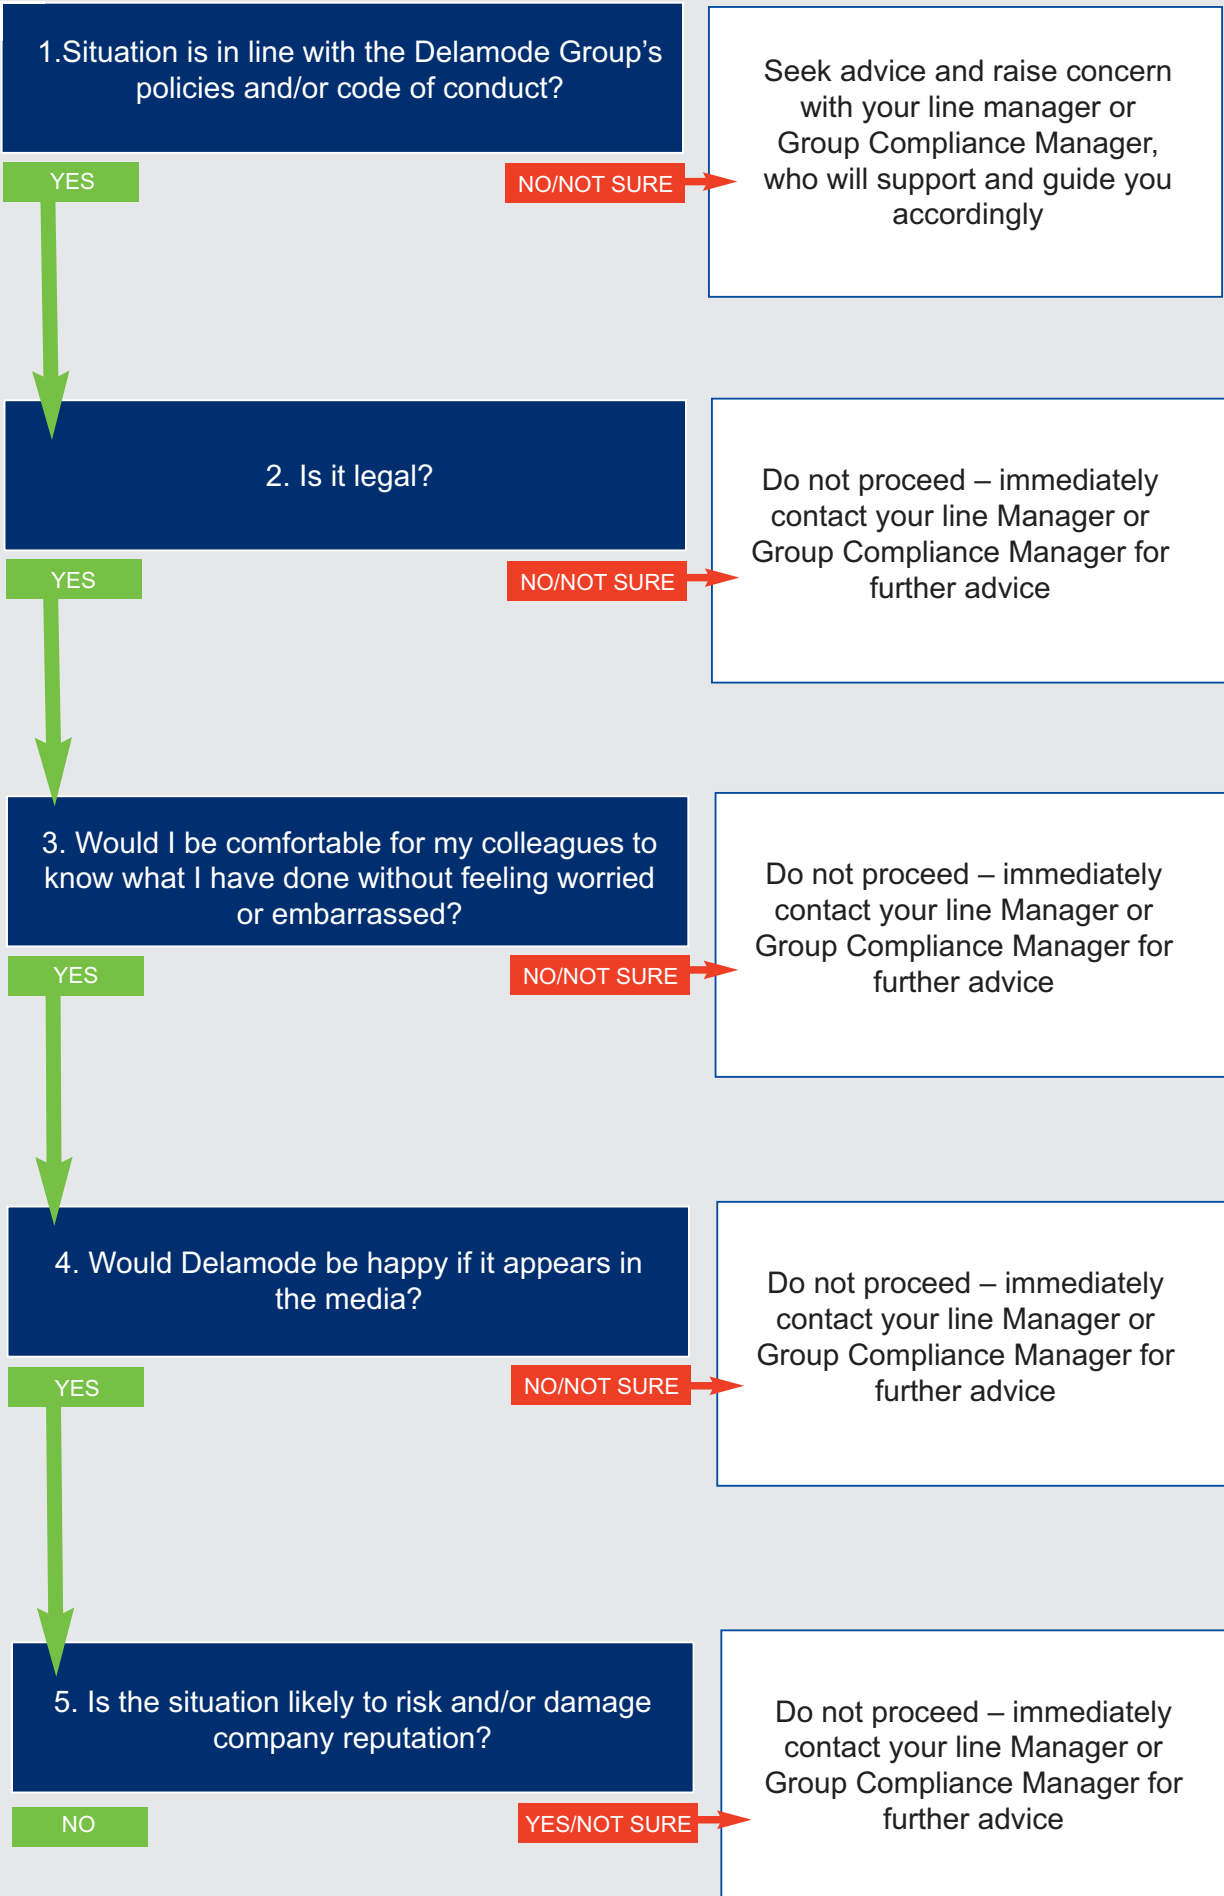 1.Situation is in line with the Delamode Group’s
policies and/or code of conduct?
Seek advice and raise concern
with your line manager or
Group Compliance Manager,
who will support and guide you
accordingly
YES
NO/NOT SURE
2. Is it legal?
Do not proceed – immediately
contact your line Manager or
Group Compliance Manager for
further advice
YES
NO/NOT SURE
3. Would I be comfortable for my colleagues to
know what I have done without feeling worried
or embarrassed?
Do not proceed – immediately
contact your line Manager or
Group Compliance Manager for
further advice
YES
NO/NOT SURE
4. Would Delamode be happy if it appears in
the media?
Do not proceed – immediately
contact your line Manager or
Group Compliance Manager for
further advice
YES
NO/NOT SURE
5. Is the situation likely to risk and/or damage
company reputation?
Do not proceed – immediately
contact your line Manager or
Group Compliance Manager for
further advice
NO
YES/NOT SURE